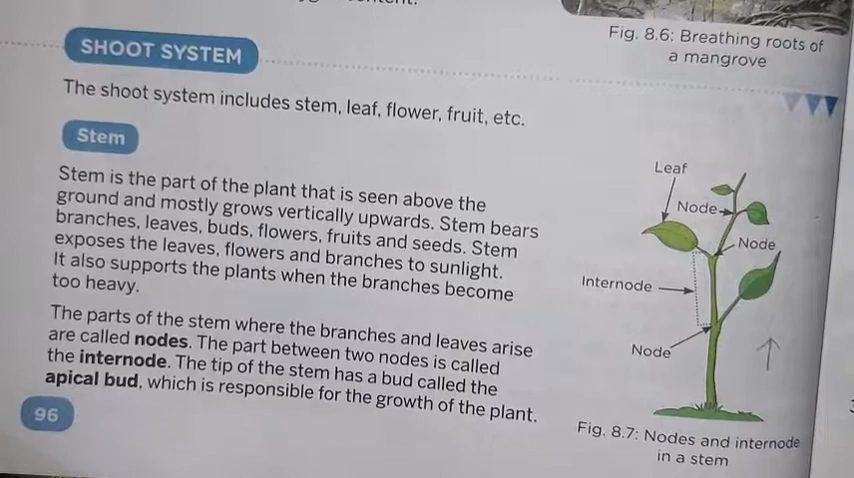 Fig. 8.6: Breathing roots of
a mangrove
SHOOT SYSTEM
The shoot system includes stem, leaf, flower, fruit, etc.
Stem
Stem is the part of the plant that is seen above the
ground and mostly grows vertically upwards. Stem bears
branches, leaves, buds, flowers, fruits and seeds. Stem
exposes the leaves, flowers and branches to sunlight.
It also supports the plants when the branches become
too heavy.
The parts of the stem where the branches and leaves arise
are called nodes. The part between two nodes is called
the internode. The tip of the stem has a bud called the
apical bud, which is responsible for the growth of the plant.
96
Leaf
Node
Node
Internode
Node
Fig. 8.7: Nodes and internode
in a stem